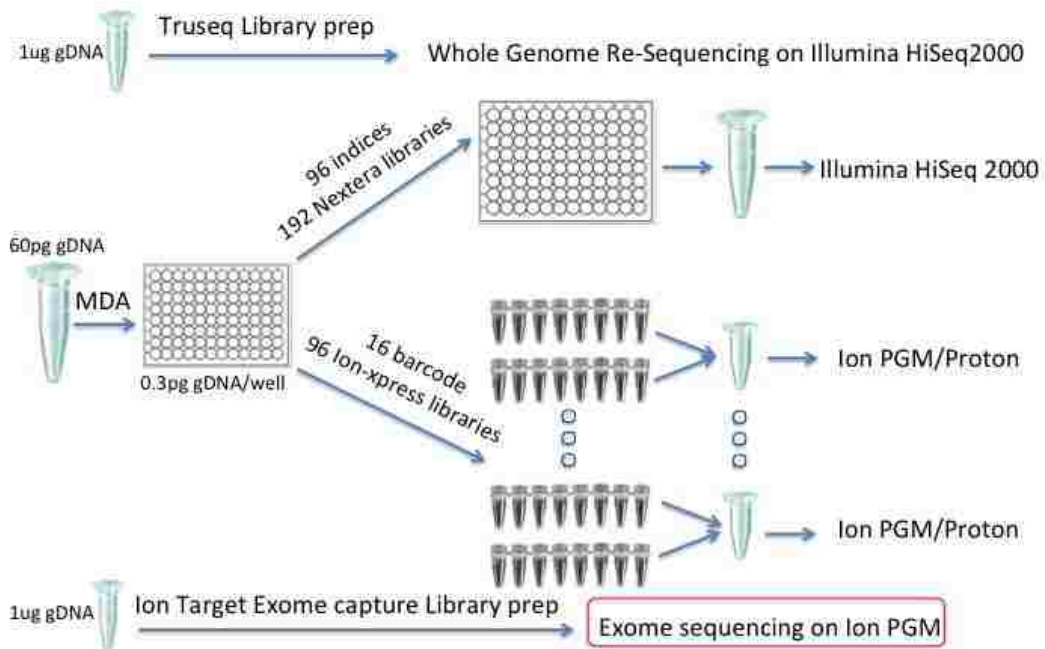 Truseq Library prep
1ug gDNA
Whole Genome Re-Sequencing on Illumina HiSeq2000
96 indices
192 Nextera libraries
Illumina HiSeq 2000
60pg gDNA
MDA
0.3pg gDNA/well
16 barcode
96 Ion-xpress libraries
Ion PGM/Proton
Ion PGM/Proton
1ug gDNA
Ion Target Exome capture Library prep
Exome sequencing on Ion PGM